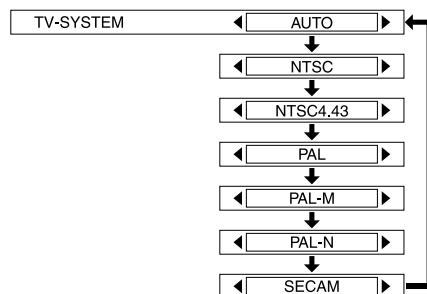 TV-SYSTEM AUTO
NTSC
NTSC4.43
PAL
PAL-M
PAL-N
SECAM